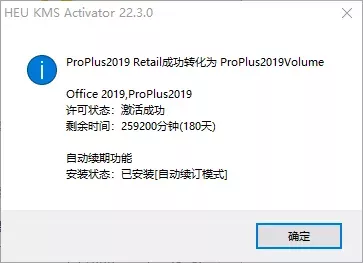 HEU KMS Activator 22.3.0
ProPlus2019 Retail成功转化为 ProPlus2019Volume
Office 2019,ProPlus2019
许可状态：激活成功
剩余时间：259200分钟(180天)
自动续期功能
安装状态：已安装[自动续订模式]
确定